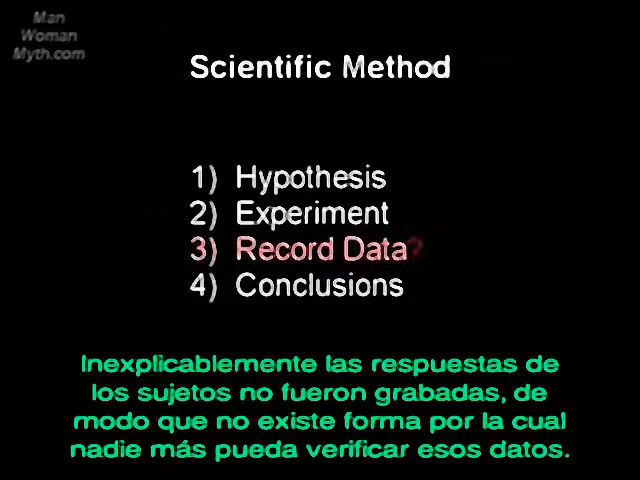 Man
Woman
Myth.com
Scientific Method
1) Hypothesis
2) Experiment
3) Record Data?
4) Conclusions
Inexplicablemente las respuestas de
los sujetos no fueron grabadas, de
modo que no existe forma por la cual
nadie más pueda verificar esos datos.